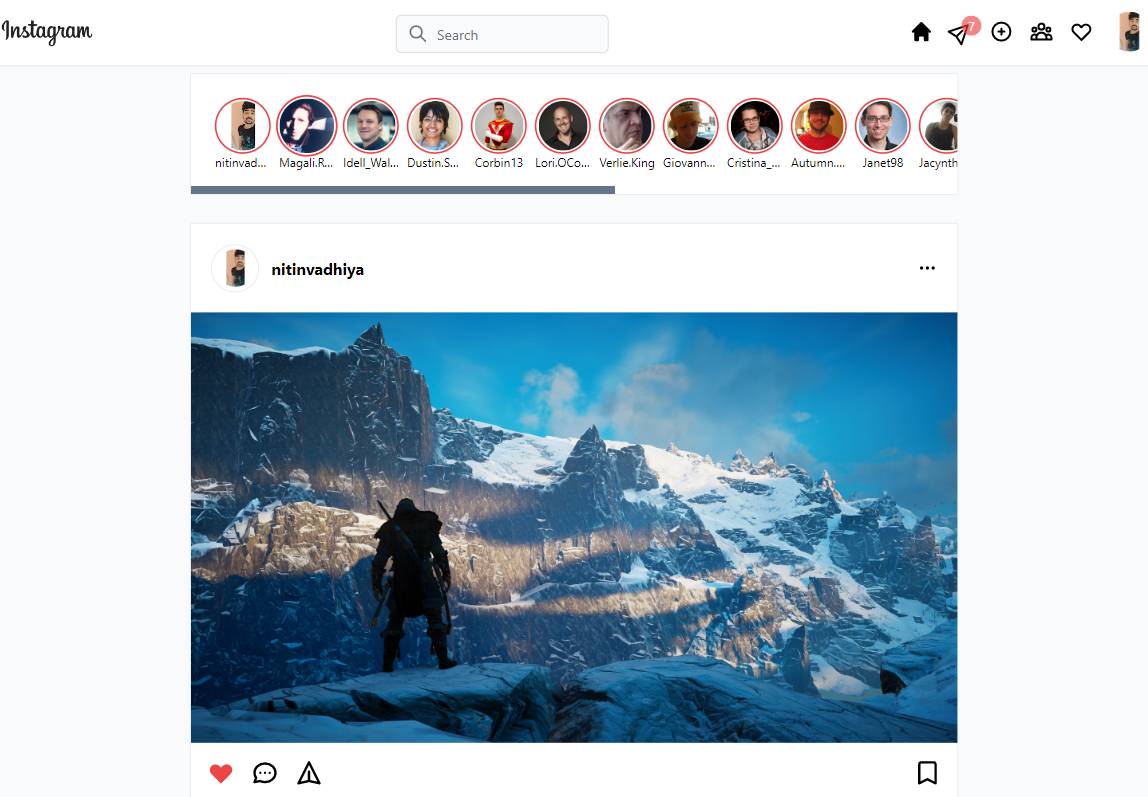 Instagram
Search
7
nitinvad...
Magali.R...
Idell_Wal...
Dustin.S...
Corbin13
Lori.OCo...
Verlie.King
Giovann...
Cristina_...
Autumn....
Janet98
Jacynth
nitinvadhiya